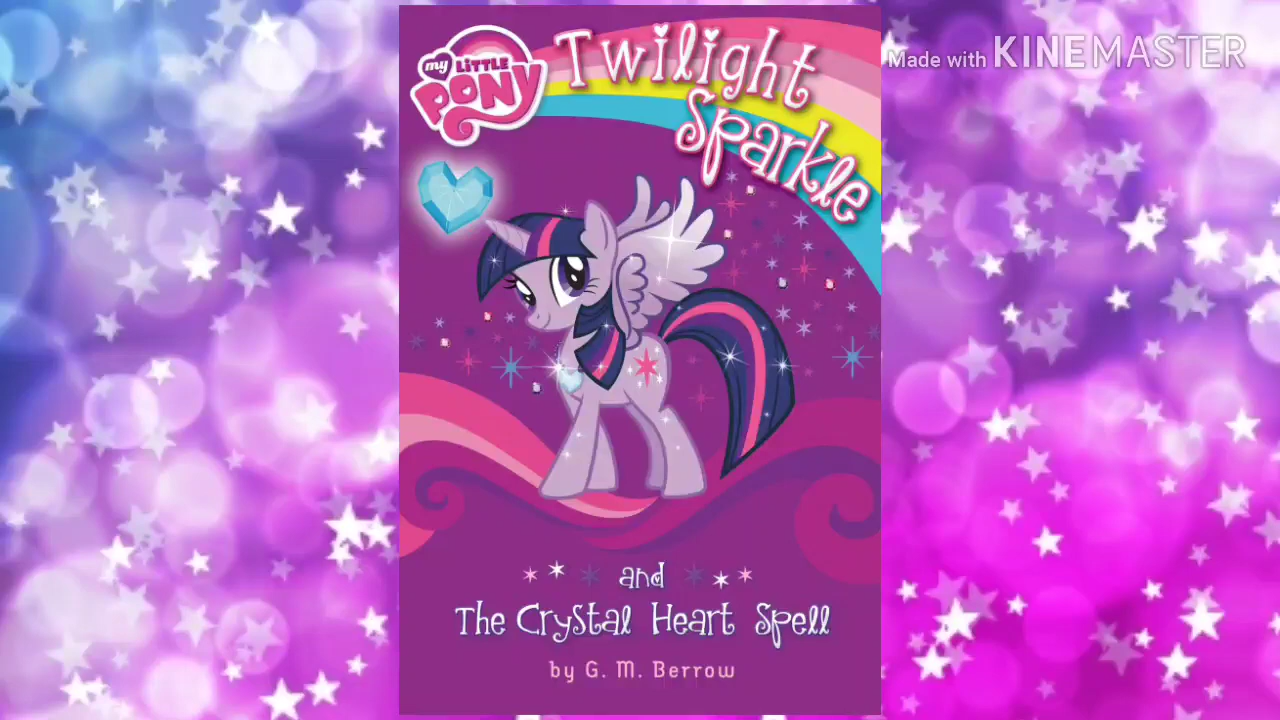 Made with KINEMASTER
my LITTLE
PONY
Twilight
Sparkle
and
The Crystal Heart Spell
by G. M. Berrow